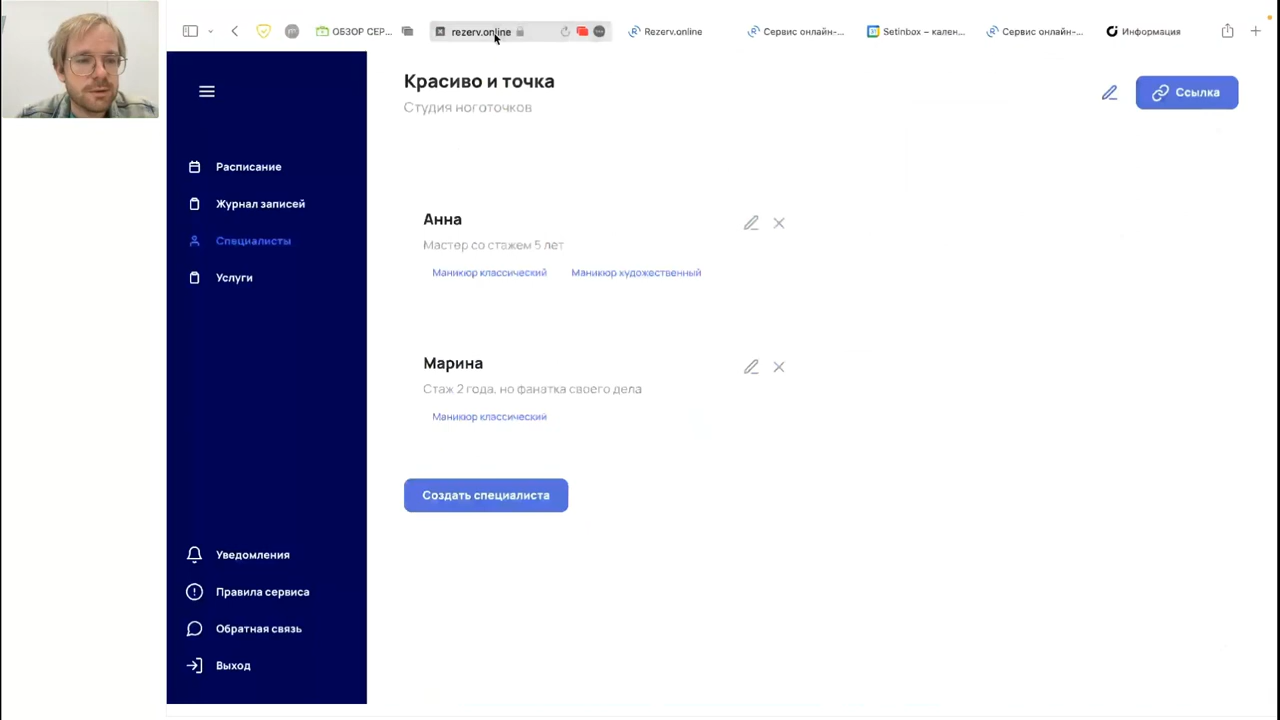 ОБЗОР СЕР...
rezerv.online
Rezerv.online
Сервис онлайн-...
Setinbox – кален...
Сервис онлайн-...
Информация
Красиво и точка
Студия ноготочков
Ссылка
Расписание
Журнал записей
Специалисты
Услуги
Анна
Мастер со стажем 5 лет
Маникюр классический
Маникюр художественный
Марина
Стаж 2 года. но фанатка своего дела
Маникюр классический
Создать специалиста
Уведомления
Правила сервиса
Обратная связь
Выход